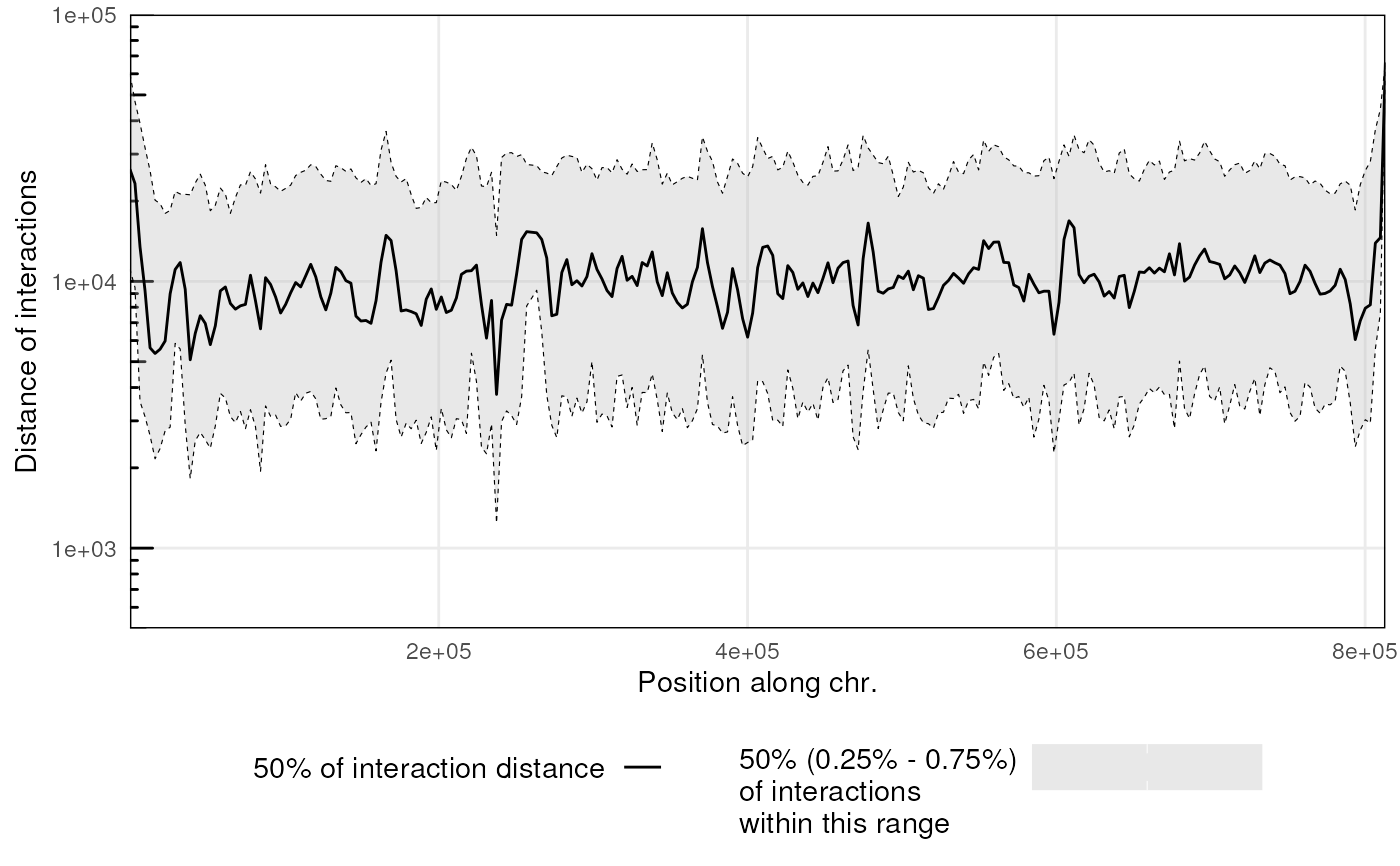 1e+05
1e+04
1e+03
Distance of interactions
2e+05 4e+05 6e+05 8e+05
Position along chr.
50% of interaction distance
50% (0.25% - 0.75%)
of interactions
within this range